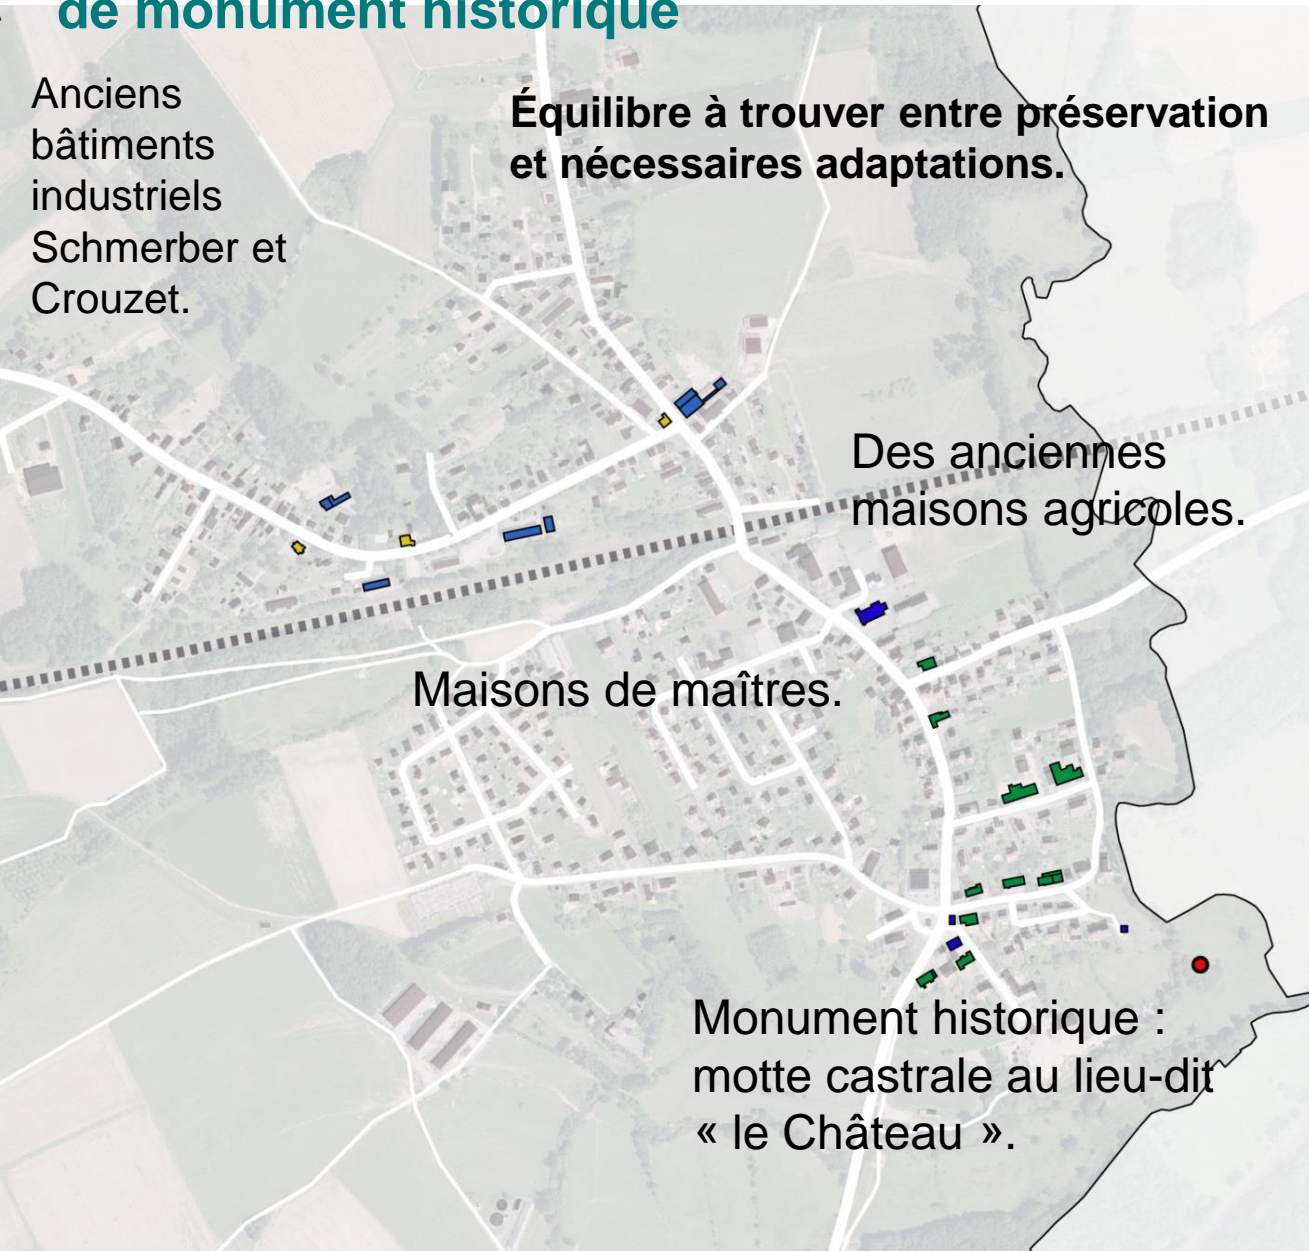 de monument historique
Anciens
bâtiments
industriels
Schmerber et
Crouzet.
Équilibre à trouver entre préservation
et nécessaires adaptations.
Des anciennes
maisons agricoles.
Maisons de maîtres.
Monument historique :
motte castrale au lieu-dit
« le Château ».